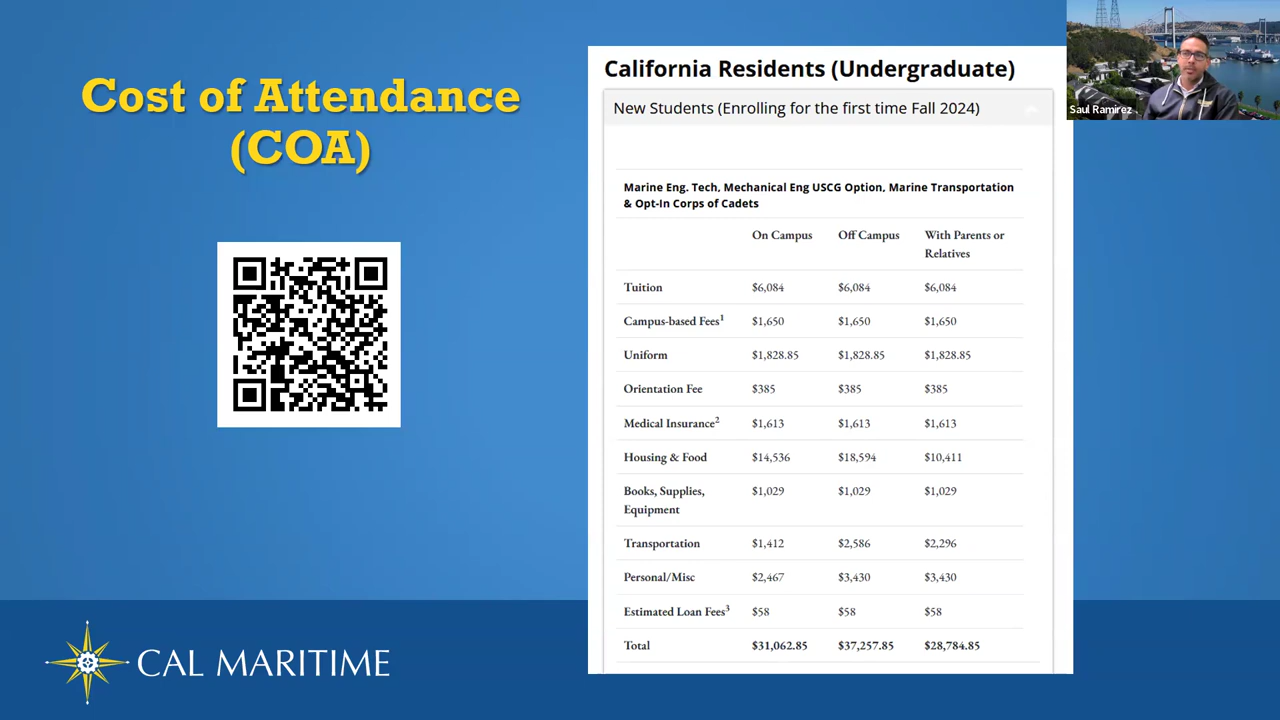 Cost of Attendance
(COA)
California Residents (Undergraduate)
New Students (Enrolling for the first time Fall 2024)
Saul Ramirez
Marine Eng. Tech, Mechanical Eng USCG Option, Marine Transportation
& Opt-In Corps of Cadets
On Campus Off Campus With Parents or
Relatives
Tuition $6,084 $6,084 $6,084
Campus-based Fees¹ $1,650 $1,650 $1,650
Uniform $1,828.85 $1,828.85 $1,828.85
Orientation Fee $385 $385 $385
Medical Insurance² $1,613 $1,613 $1,613
Housing & Food $14,536 $18,594 $10,411
Books, Supplies, $1,029 $1,029 $1,029
Equipment
Transportation $1,412 $2,586 $2,296
Personal/Misc $2,467 $3,430 $3,430
Estimated Loan Fees³ $58 $58 $58
Total $31,062.85 $37,257.85 $28,784.85
CAL MARITIME